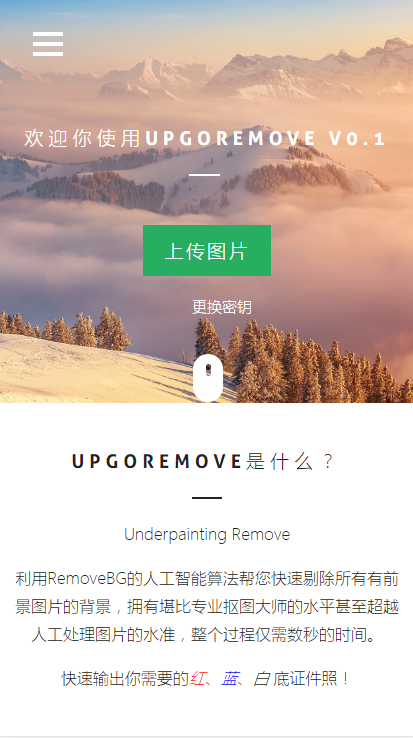 欢迎你使用UPGOREMOVE V0.1
上传图片
更换密钥
UPGOREMOVE是什么？
Underpainting Remove
利用RemoveBG的人工智能算法帮您快速剔除所有有前
景图片的背景，拥有堪比专业抠图大师的水平甚至超越
人工处理图片的水准，整个过程仅需数秒的时间。
快速输出你需要的红、蓝、白 底证件照！